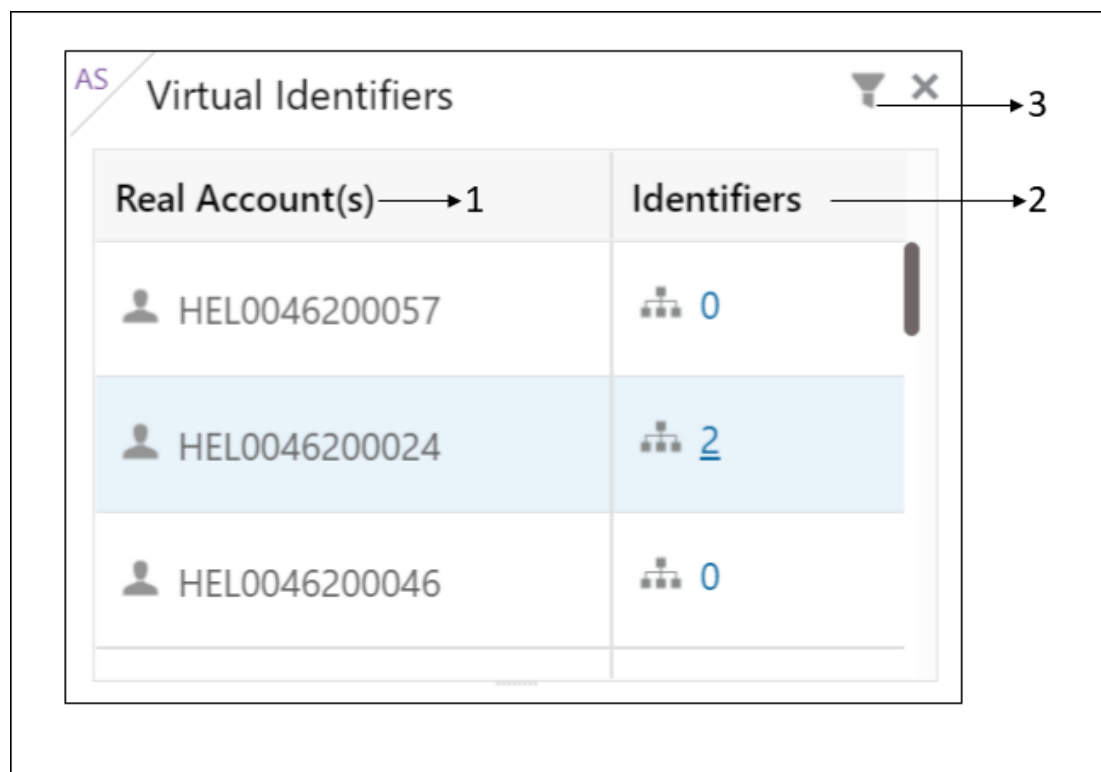 AS
Virtual Identifiers
3
Real Account(s) 1 Identifiers 2
HEL0046200057 0
HEL0046200024 2
HEL0046200046 0